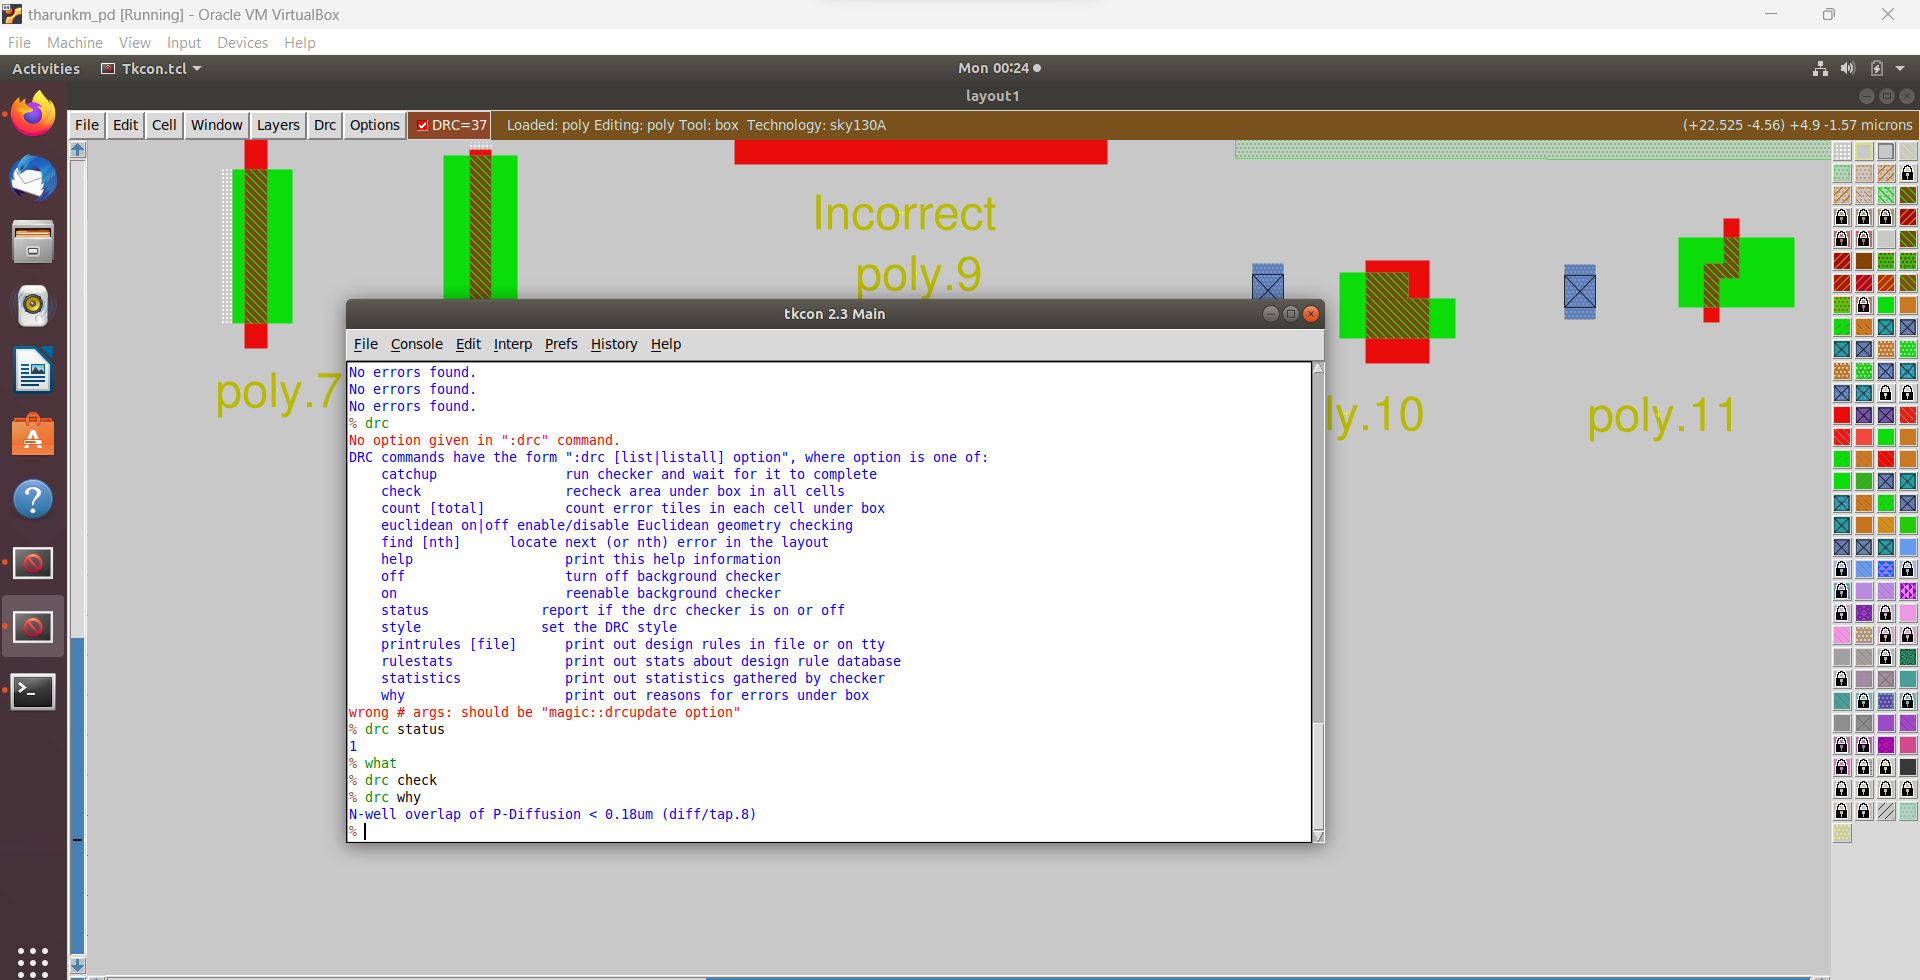 tharunkm_pd [Running] - Oracle VM VirtualBox
File Machine View Input Devices Help
Activities Tkcon.tcl Mon 00:24
layout1
File Edit Cell Window Layers Drc Options DRC=37 Loaded: poly Editing: poly Tool: box Technology: sky130A (+22.525 -4.56) +4.9 -1.57 microns
Incorrect
poly.9
poly.7
ly.10
poly.11
tkcon 2.3 Main
File Console Edit Interp Prefs History Help
No errors found.
No errors found.
No errors found.
% drc
No option given in ":drc" command.
DRC commands have the form ":drc [list|listall] option", where option is one of:
catchup run checker and wait for it to complete
check recheck area under box in all cells
count [total] count error tiles in each cell under box
euclidean on|off enable/disable Euclidean geometry checking
find [nth] locate next (or nth) error in the layout
help print this help information
off turn off background checker
on reenable background checker
status report if the drc checker is on or off
style set the DRC style
printrules [file] print out design rules in file or on tty
rulestats print out stats about design rule database
statistics print out statistics gathered by checker
why print out reasons for errors under box
wrong # args: should be "magic::drcupdate option"
% drc status
1
% what
% drc check
% drc why
N-well overlap of P-Diffusion < 0.18um (diff/tap.8)
%